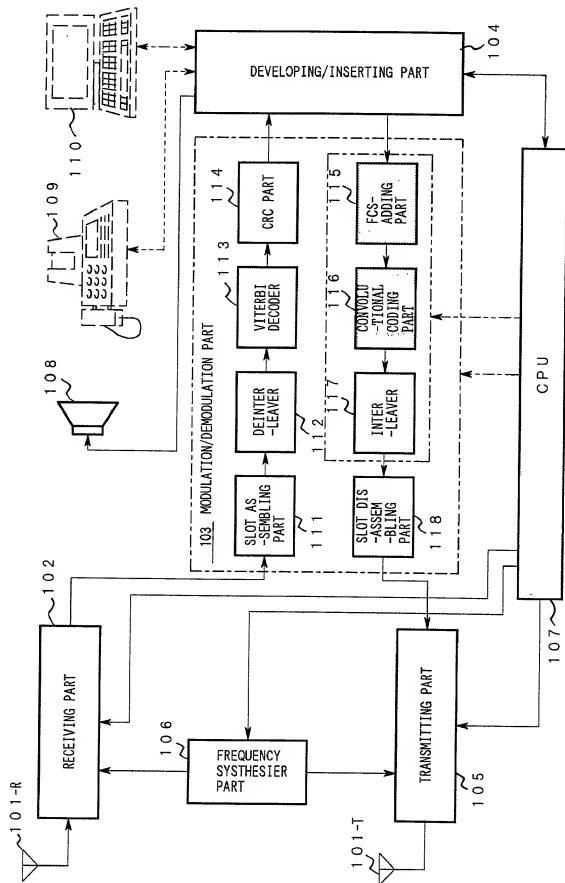 101-R
102
RECEIVING PART
108
109
110
103 MODULATION/DEMODULATION PART
SLOT AS
-SEMBLING
PART
111
DEINTER
-LEAVER
112
VITERBI
DECODER
113
CRC PART
114
DEVELOPING/INSERTING PART
104
106
FREQUENCY
SYSTHESIER
PART
SLOT DIS
-ASSEM
BLING
PART
118
INTER
-LEAVER
117
CONVOLU
-TIONAL
CODING
PART
116
FCS-
ADDING
PART
115
101-T
TRANSMITTING PART
105
CPU
107